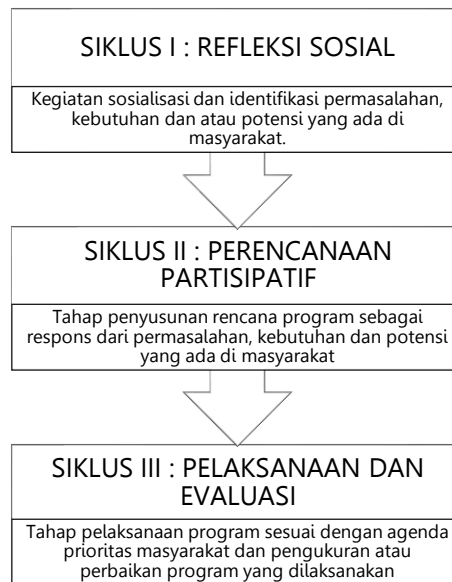 SIKLUS I : REFLEKSI SOSIAL
Kegiatan sosialisasi dan identifikasi permasalahan,
kebutuhan dan atau potensi yang ada di
masyarakat.
SIKLUS II : PERENCANAAN
PARTISIPATIF
Tahap penyusunan rencana program sebagai
respons dari permasalahan, kebutuhan dan potensi
yang ada di masyarakat
SIKLUS III : PELAKSANAAN DAN
EVALUASI
Tahap pelaksanaan program sesuai dengan agenda
prioritas masyarakat dan pengukuran atau
perbaikan program yang dilaksanakan